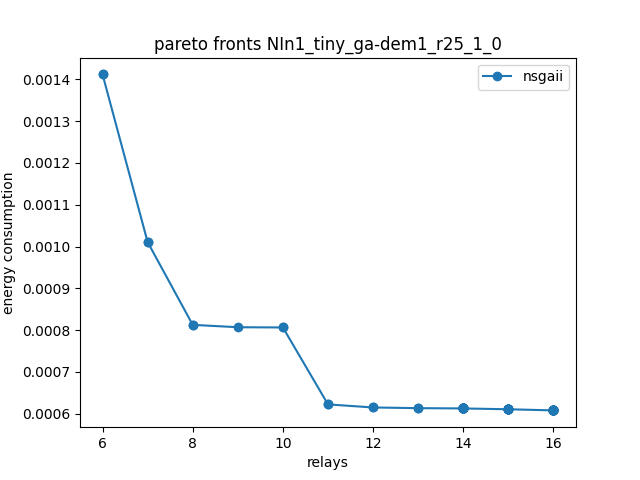 pareto fronts NIn1_tiny_ga-dem1_r25_1_0
nsgaii
energy consumption
0.0014
0.0013
0.0012
0.0011
0.0010
0.0009
0.0008
0.0007
0.0006
6 8 10 12 14 16
relays